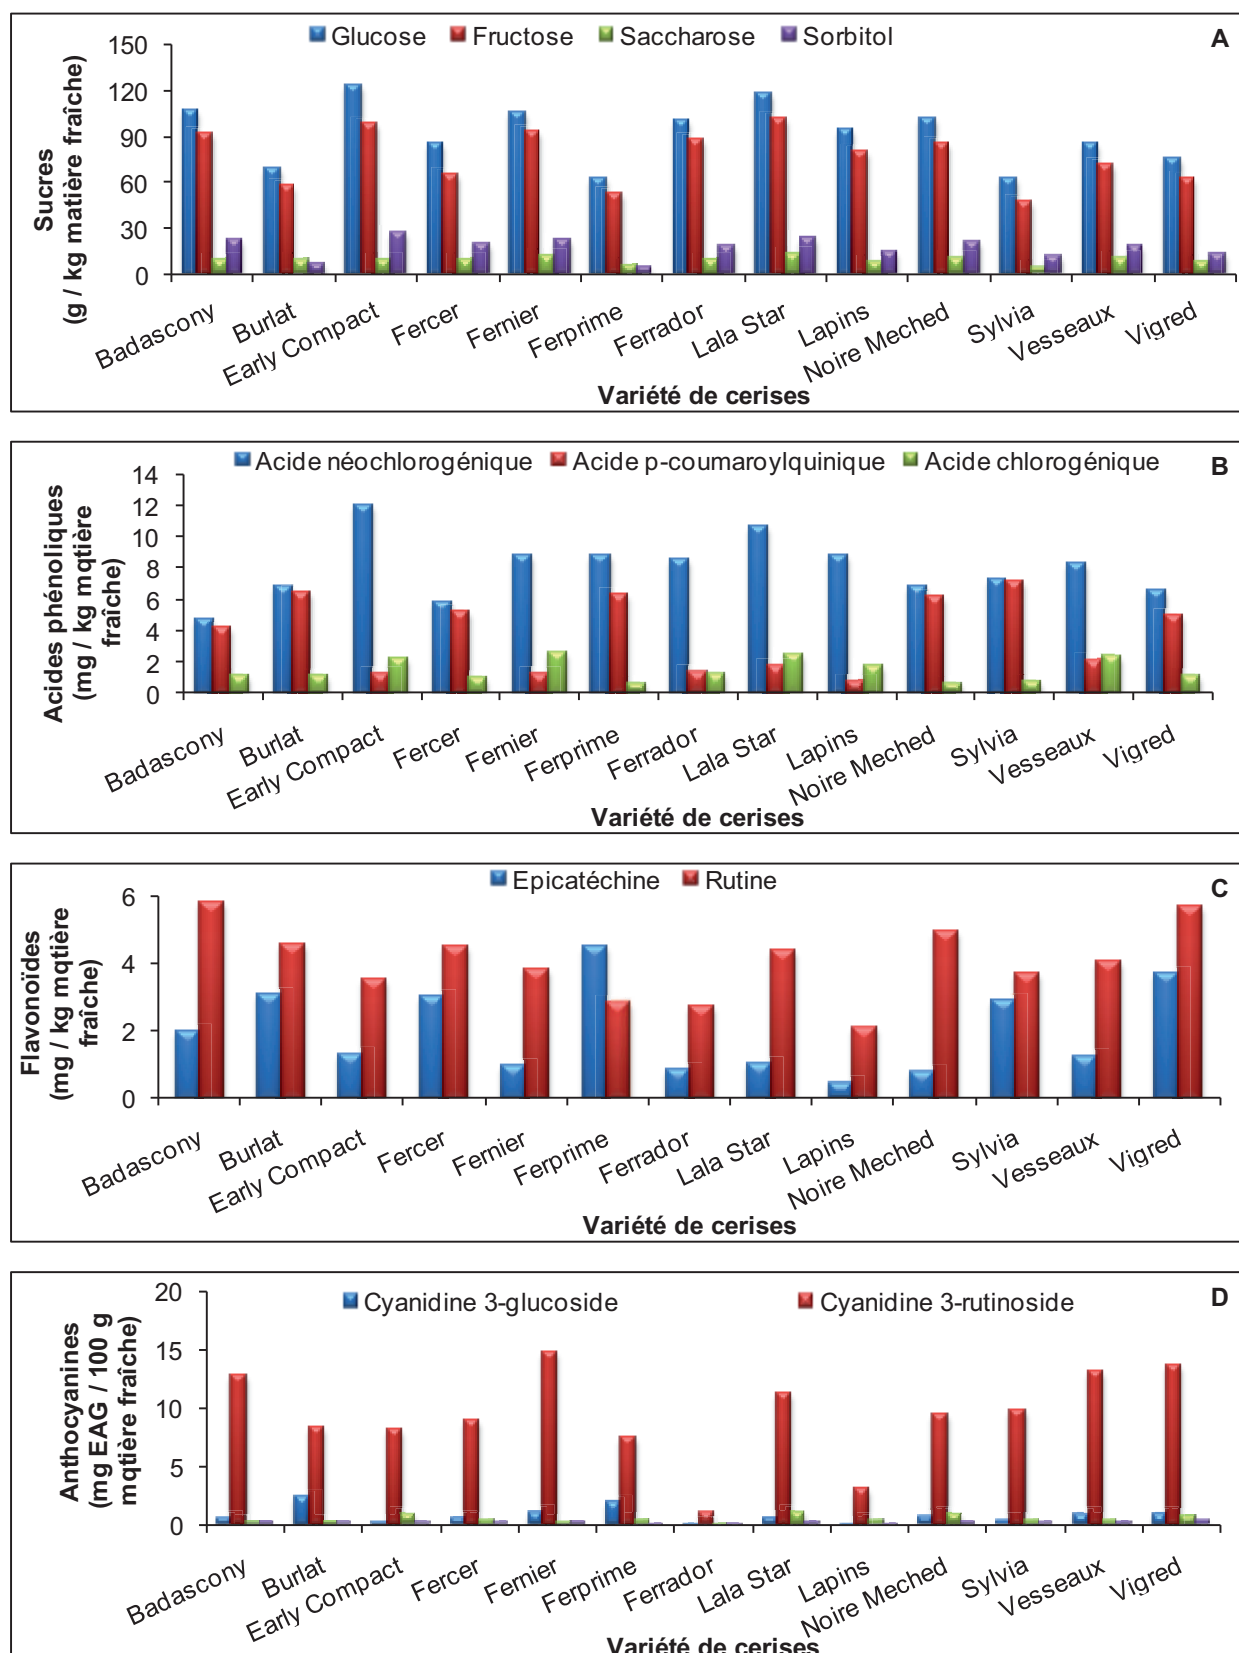 Glucose Fructose Saccharose Sorbitol A
150
120
90
60
30
0
Sucres
(g / kg matière fraîche)
Badascony Burlat Early Compact Fercer Fernier Ferprime Ferrador Lala Star Lapins Noire Meched Sylvia Vesseaux Vigred
Variété de cerises
Acide néochlorogénique Acide p-coumaroylquinique Acide chlorogénique B
14
12
10
8
6
4
2
0
Acides phénoliques
(mg / kg mqtière
fraîche)
Badascony Burlat Early Compact Fercer Fernier Ferprime Ferrador Lala Star Lapins Noire Meched Sylvia Vesseaux Vigred
Variété de cerises
Epicatéchine Rutine C
6
4
2
0
Flavonoïdes
(mg / kg mqtière
fraîche)
Badascony Burlat Early Compact Fercer Fernier Ferprime Ferrador Lala Star Lapins Noire Meched Sylvia Vesseaux Vigred
Variété de cerises
Cyanidine 3-glucoside Cyanidine 3-rutinoside D
20
15
10
5
0
Anthocyanines
(mg EAG / 100 g
mqtière fraîche)
Badascony Burlat Early Compact Fercer Fernier Ferprime Ferrador Lala Star Lapins Noire Meched Sylvia Vesseaux Vigred
Variété de cerises